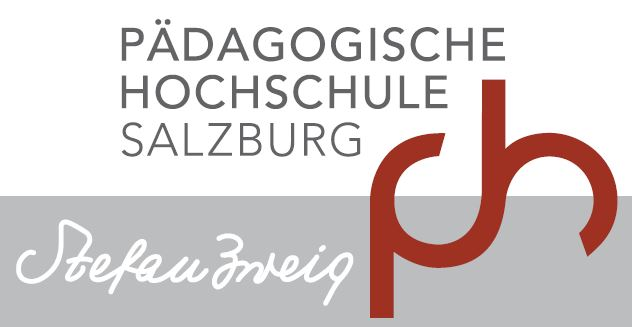 PÄDAGOGISCHE
HOCHSCHULE
SALZBURG
ph
Stefan Zweig